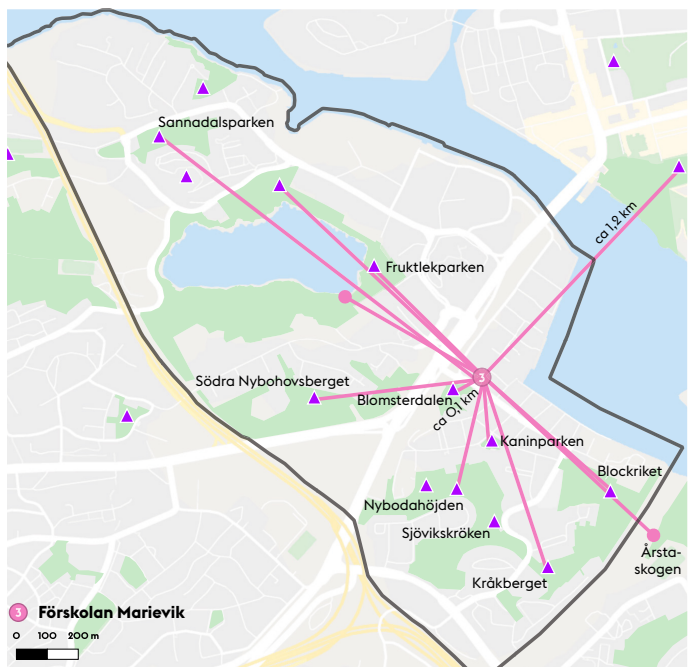 Sannadalsparken
ca 1,2 km
Fruktlekparken
3
Södra Nybohovsberget
Blomsterdalen
ca 0,1 km
Kaninparken
Blockriket
Nybodahöjden
Sjövikskröken
Årsta-
skogen
Kråkberget
3 Förskolan Marievik
0 100 200 m